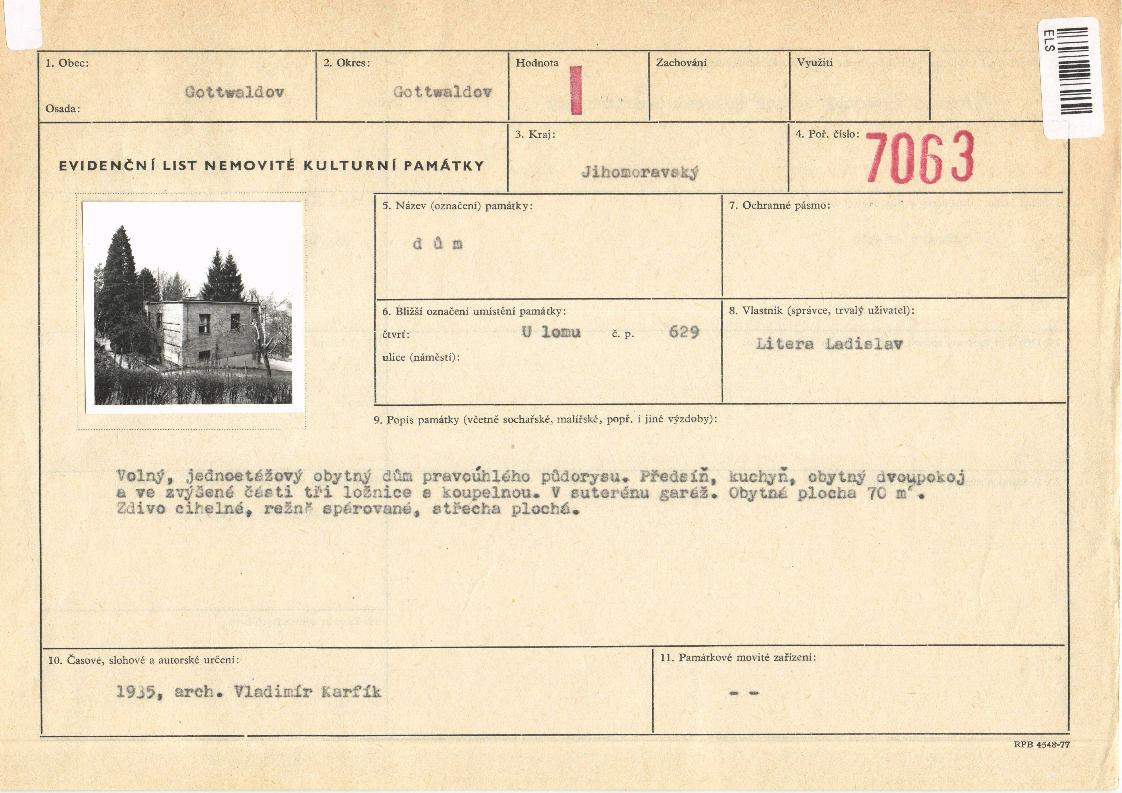 ELS
1. Obec:
Gottwaldov
Osada:
2. Okres:
Gottwaldov
Hodnota
I
Zachování
Využití
EVIDENČNÍ LIST NEMOVITÉ KULTURNÍ PAMÁTKY
3. Kraj:
Jihomoravský
4. Poř. číslo:
7063
5. Název (označení) památky:
dům
7. Ochranné pásmo:
6. Bližší označení umístění památky:
čtvrť: U lomu č. p. 629
ulice (náměstí):
8. Vlastník (správce, trvalý uživatel):
Litera Ladislav
9. Popis památky (včetně sochařské, malířské, popř. i jiné výzdoby):
Volný, jednoetážový obytný dům pravoúhlého půdorysu. Předsíň, kuchyň, obytný dvoupokoj
a ve zvýšené části tři ložnice s koupelnou. V suterénu garáž. Obytná plocha 70 m².
Zdivo cihelné, režně spárované, střecha plochá.
10. Časové, slohové a autorské určení:
1935, arch. Vladimír Karfík
11. Památkové movité zařízení:
- -
RPB 4548-77